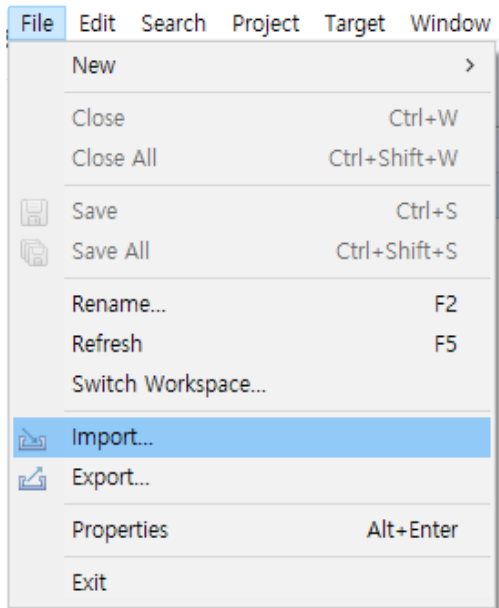 File Edit Search Project Target Window
New >
Close Ctrl+W
Close All Ctrl+Shift+W
Save Ctrl+S
Save All Ctrl+Shift+S
Rename... F2
Refresh F5
Switch Workspace...
Import...
Export...
Properties Alt+Enter
Exit